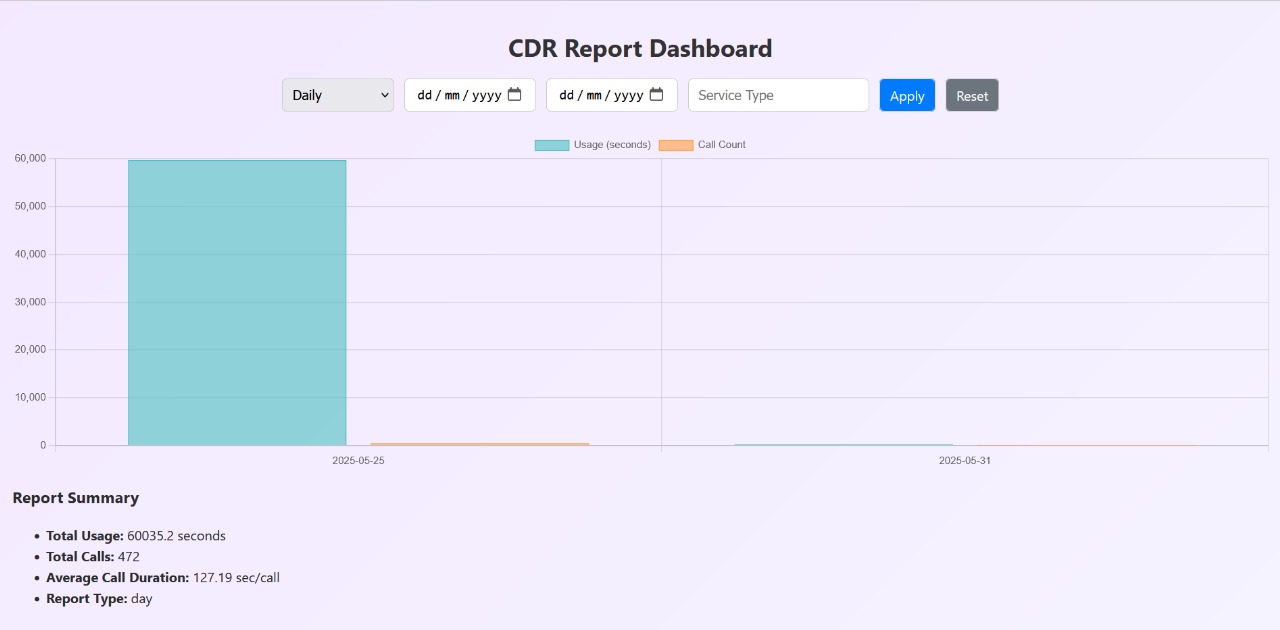 CDR Report Dashboard
Daily dd/mm/yyyy dd/mm/yyyy Service Type Apply Reset
Usage (seconds) Call Count
60,000
50,000
40,000
30,000
20,000
10,000
0
2025-05-25 2025-05-31
Report Summary
• Total Usage: 60035.2 seconds
• Total Calls: 472
• Average Call Duration: 127.19 sec/call
• Report Type: day